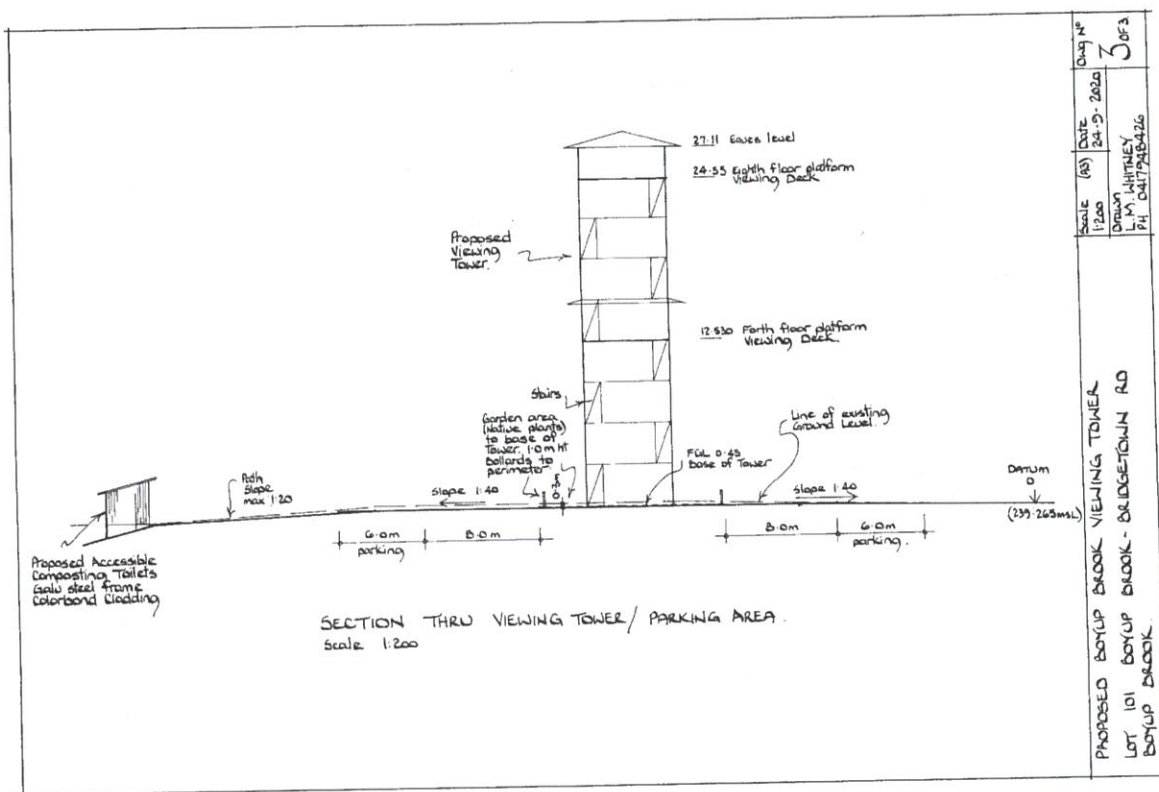 27.11 Eaves level
24.55 Eighth floor platform
Viewing Deck.
Proposed
Viewing
Tower.
12.530 Forth floor platform
Viewing Deck.
Stairs
Garden area
(Native plants)
to base of
Tower. 1.0m ht
Bollards to
perimeter.
Line of existing
Ground Level.
FGL 0.45
Base of Tower
Path
Slope
max 1:20
Slope 1:40
Slope 1:40
DATUM
0
(239.265msl)
6.0m
parking
8.0m
8.0m
6.0m
parking.
Proposed Accessible
Composting Toilets
Galv steel frame
Colorbond Cladding
SECTION THRU VIEWING TOWER / PARKING AREA.
Scale 1:200
PROPOSED BOYUP BROOK VIEWING TOWER
LOT 101 BOYUP BROOK - BRIDGETOWN RD
BOYUP BROOK.
Scale (A3)
1:200
Date
24-9-2020
Drawn
L.M. WHITNEY
PH 0417948426
Dwg No
3 OF 3